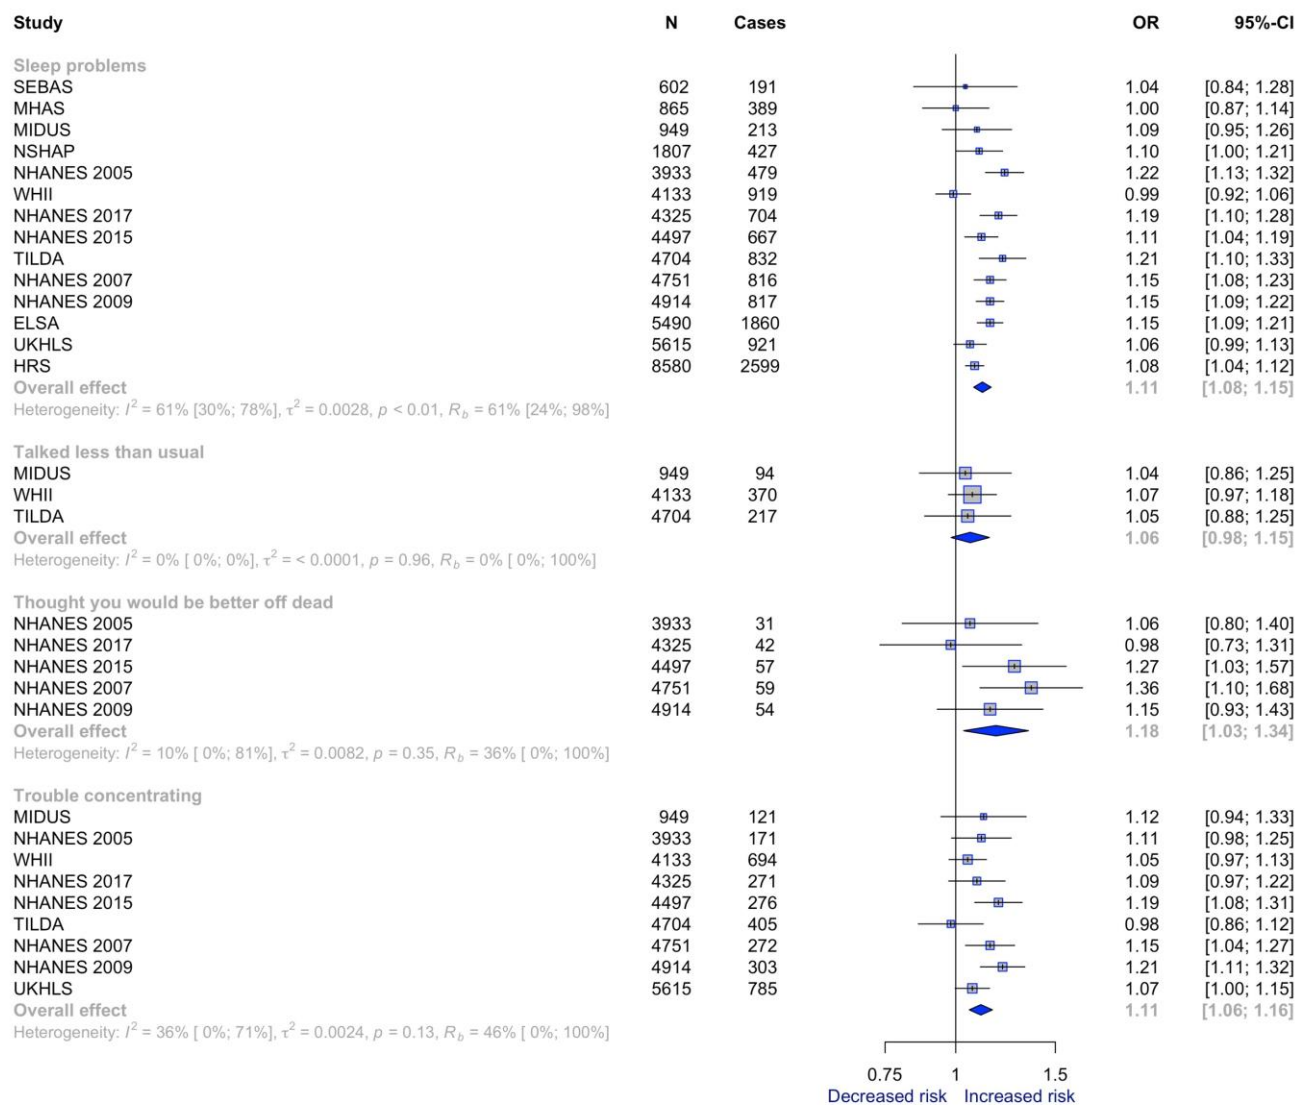 Study N Cases OR 95%-CI
Sleep problems
SEBAS 602 191 1.04 [0.84; 1.28]
MHAS 865 389 1.00 [0.87; 1.14]
MIDUS 949 213 1.09 [0.95; 1.26]
NSHAP 1807 427 1.10 [1.00; 1.21]
NHANES 2005 3933 479 1.22 [1.13; 1.32]
WHII 4133 919 0.99 [0.92; 1.06]
NHANES 2017 4325 704 1.19 [1.10; 1.28]
NHANES 2015 4497 667 1.11 [1.04; 1.19]
TILDA 4704 832 1.21 [1.10; 1.33]
NHANES 2007 4751 816 1.15 [1.08; 1.23]
NHANES 2009 4914 817 1.15 [1.09; 1.22]
ELSA 5490 1860 1.15 [1.09; 1.21]
UKHLS 5615 921 1.06 [0.99; 1.13]
HRS 8580 2599 1.08 [1.04; 1.12]
Overall effect 1.11 [1.08; 1.15]
Heterogeneity: I² = 61% [30%; 78%], τ² = 0.0028, p < 0.01, R_b = 61% [24%; 98%]
Talked less than usual
MIDUS 949 94 1.04 [0.86; 1.25]
WHII 4133 370 1.07 [0.97; 1.18]
TILDA 4704 217 1.05 [0.88; 1.25]
Overall effect 1.06 [0.98; 1.15]
Heterogeneity: I² = 0% [ 0%; 0%], τ² = < 0.0001, p = 0.96, R_b = 0% [ 0%; 100%]
Thought you would be better off dead
NHANES 2005 3933 31 1.06 [0.80; 1.40]
NHANES 2017 4325 42 0.98 [0.73; 1.31]
NHANES 2015 4497 57 1.27 [1.03; 1.57]
NHANES 2007 4751 59 1.36 [1.10; 1.68]
NHANES 2009 4914 54 1.15 [0.93; 1.43]
Overall effect 1.18 [1.03; 1.34]
Heterogeneity: I² = 10% [ 0%; 81%], τ² = 0.0082, p = 0.35, R_b = 36% [ 0%; 100%]
Trouble concentrating
MIDUS 949 121 1.12 [0.94; 1.33]
NHANES 2005 3933 171 1.11 [0.98; 1.25]
WHII 4133 694 1.05 [0.97; 1.13]
NHANES 2017 4325 271 1.09 [0.97; 1.22]
NHANES 2015 4497 276 1.19 [1.08; 1.31]
TILDA 4704 405 0.98 [0.86; 1.12]
NHANES 2007 4751 272 1.15 [1.04; 1.27]
NHANES 2009 4914 303 1.21 [1.11; 1.32]
UKHLS 5615 785 1.07 [1.00; 1.15]
Overall effect 1.11 [1.06; 1.16]
Heterogeneity: I² = 36% [ 0%; 71%], τ² = 0.0024, p = 0.13, R_b = 46% [ 0%; 100%]
0.75 1 1.5
Decreased risk Increased risk